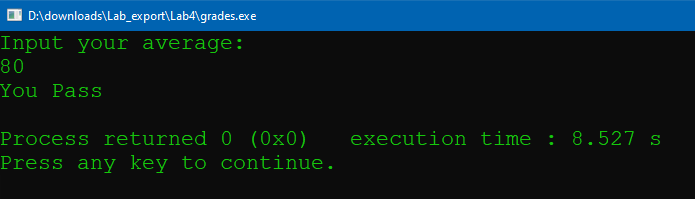 D:\downloads\Lab_export\Lab4\grades.exe
Input your average:
80
You Pass
Process returned 0 (0x0)   execution time : 8.527 s
Press any key to continue.